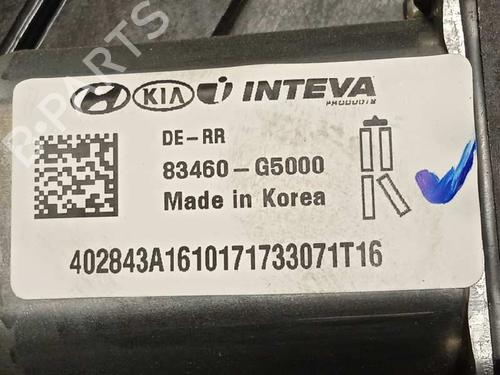 B-PARTS
KIA INTEVA
PRODUCTS
DE-RR
83460-G5000
Made in Korea
402843A1610171733071T16